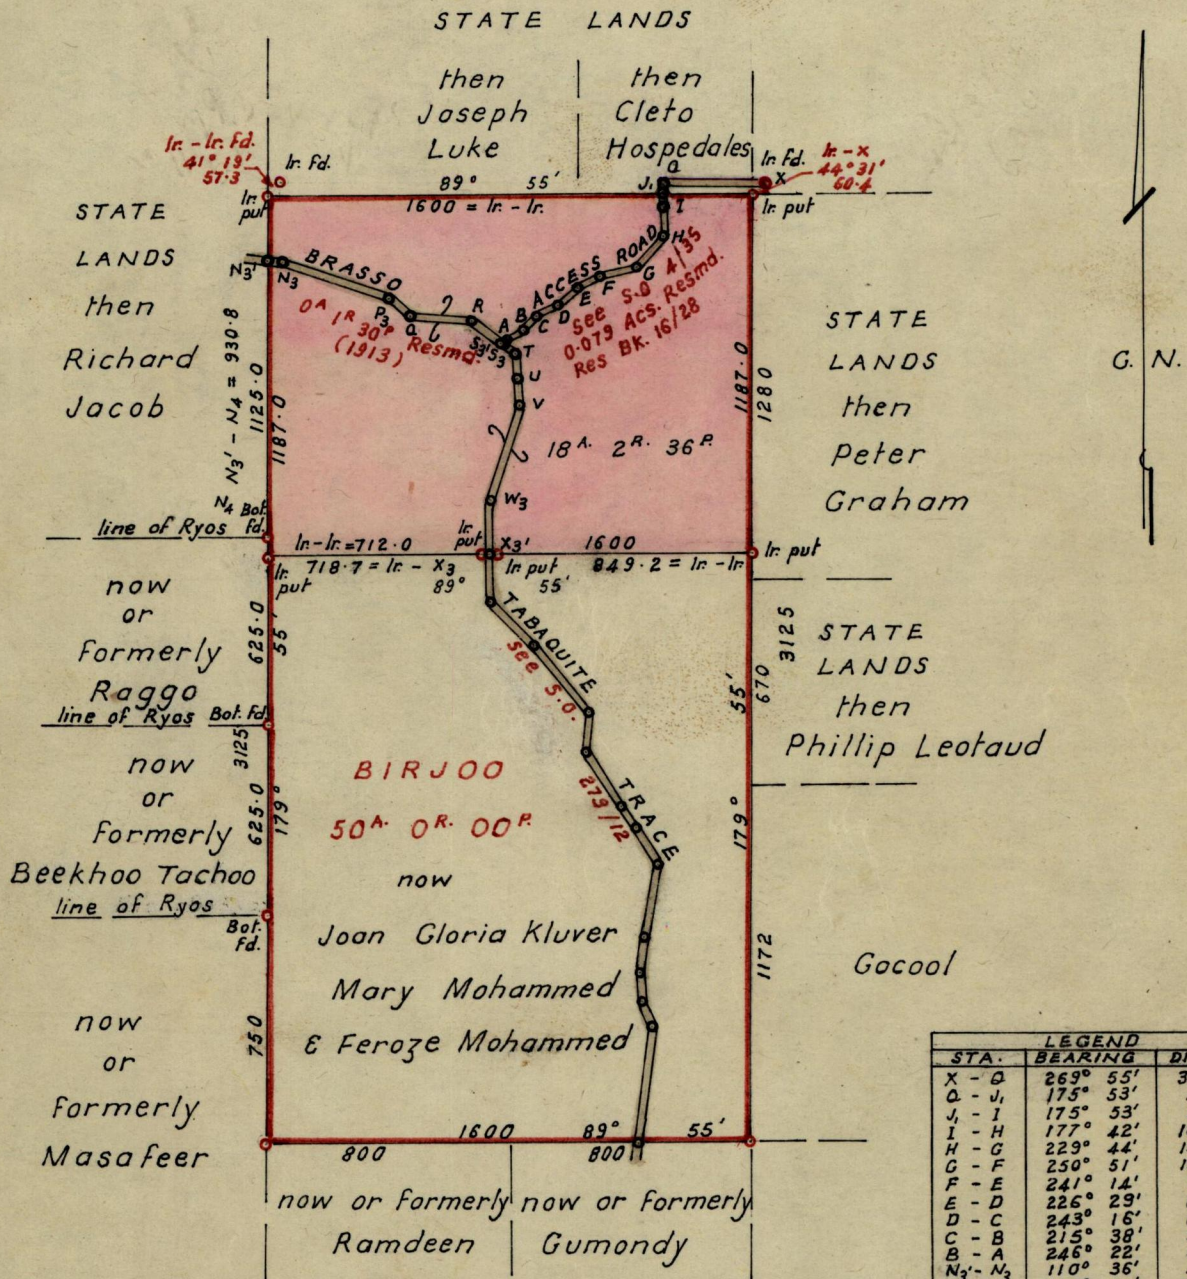 STATE LANDS
then
Joseph
Luke
then
Cleto
Hospedales
Ir. - Ir. Fd.
41° 19'
57.3
Ir. Fd.
Ir. put
89° 55'
1600 = Ir. - Ir.
Q
J₁
I
H
Ir. Fd.
X
Ir. - X
44° 31'
60.4
Ir. put
STATE
LANDS
then
Richard
Jacob
N₃'
N₃
BRASSO
P₃
Q
R
S₃'
S₃
A
B
C
D
E
F
G
T
U
V
W₃
ACCESS ROAD
0ᴬ 1ᴿ 30ᴾ Resmd.
(1913)
See S.O 4/35
0.079 Acs. Resmd.
Res Bk. 16/28
18ᴬ· 2ᴿ· 36ᴾ·
N₃' - N₄ = 930.8
1125.0
1187.0
1187.0
1280
STATE
LANDS
then
Peter
Graham
G. N.
N₄ Bot. Fd.
line of Ryos
Ir. put
Ir. - Ir. = 712.0
718.7 = Ir. - X₃
89° 55'
Ir. put
X₃'
Ir. put
1600
849.2 = Ir. - Ir.
Ir. put
now
or
formerly
Raggo
625.0
55'
line of Ryos Bot. Fd.
TABAQUITE
TRACE
see S.O.
279/12
3125
55'
670
STATE
LANDS
then
Phillip Leotaud
now
or
formerly
Beekhoo Tachoo
3125
625.0
179°
line of Ryos
Bot. Fd.
BIRJOO
50ᴬ· 0ᴿ· 00ᴾ·
now
Joan Gloria Kluver
Mary Mohammed
& Feroze Mohammed
179°
1172
Gocool
now
or
formerly
Masafeer
750
1600 89° 55'
800
800
now or formerly
Ramdeen
now or formerly
Gumondy
LEGEND
STA. BEARING
X - Q 269° 55'
Q - J₁ 175° 53'
J₁ - I 175° 53'
I - H 177° 42'
H - G 229° 44'
G - F 250° 51'
F - E 241° 14'
E - D 226° 29'
D - C 243° 16'
C - B 215° 38'
B - A 246° 22'
N₃' - N₃ 110° 36'